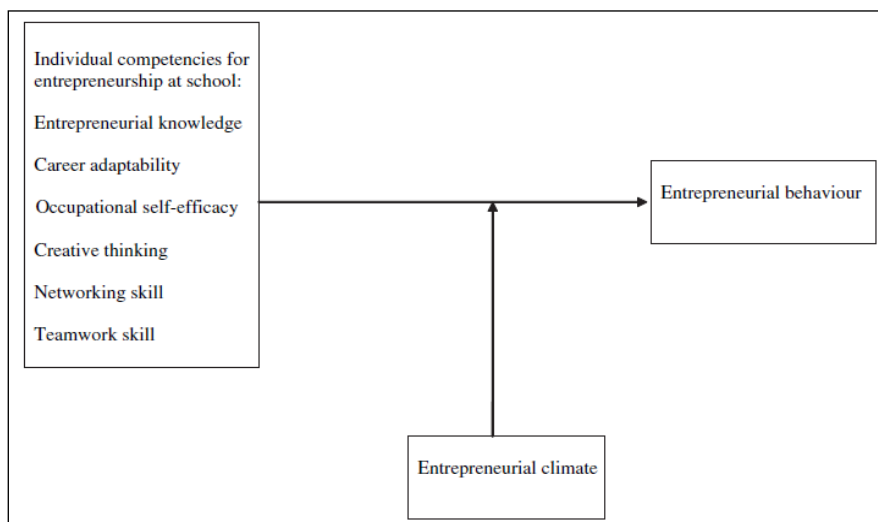 Individual competencies for
entrepreneurship at school:
Entrepreneurial knowledge
Career adaptability
Occupational self-efficacy
Creative thinking
Networking skill
Teamwork skill
Entrepreneurial behaviour
Entrepreneurial climate